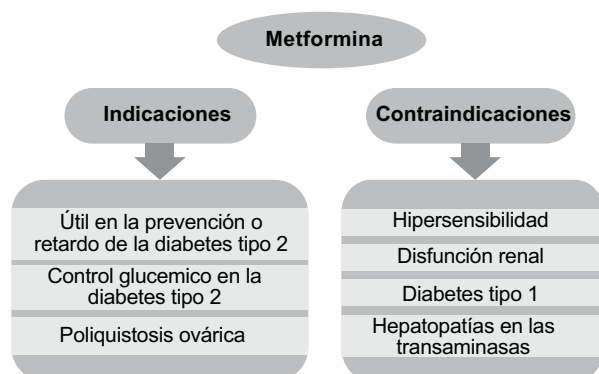 Metformina
Indicaciones
Útil en la prevención o
retardo de la diabetes tipo 2
Control glucemico en la
diabetes tipo 2
Poliquistosis ovárica
Contraindicaciones
Hipersensibilidad
Disfunción renal
Diabetes tipo 1
Hepatopatías en las
transaminasas